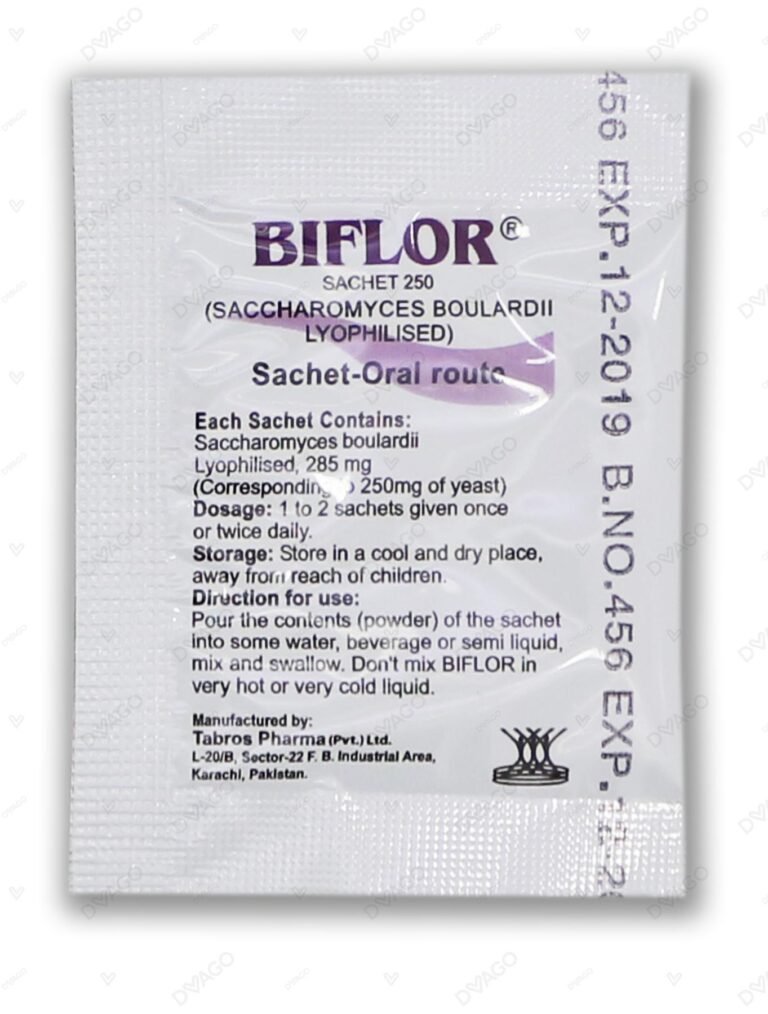 BIFLOR®
SACHET 250
(SACCHAROMYCES BOULARDII
LYOPHILISED)
Sachet-Oral route
Each Sachet Contains:
Saccharomyces boulardii
Lyophilised, 285 mg
(Corresponding 250mg of yeast)
Dosage: 1 to 2 sachets given once
or twice daily.
Storage: Store in a cool and dry place,
away from reach of children.
Direction for use:
Pour the contents (powder) of the sachet
into some water, beverage or semi liquid,
mix and swallow. Don't mix BIFLOR in
very hot or very cold liquid.
Manufactured by:
Tabros Pharma (Pvt.) Ltd.
L-20/B, Sector-22 F. B. Industrial Area,
Karachi, Pakistan.
456 EXP.12-2019 B.NO.456 EXP.
DVAGO